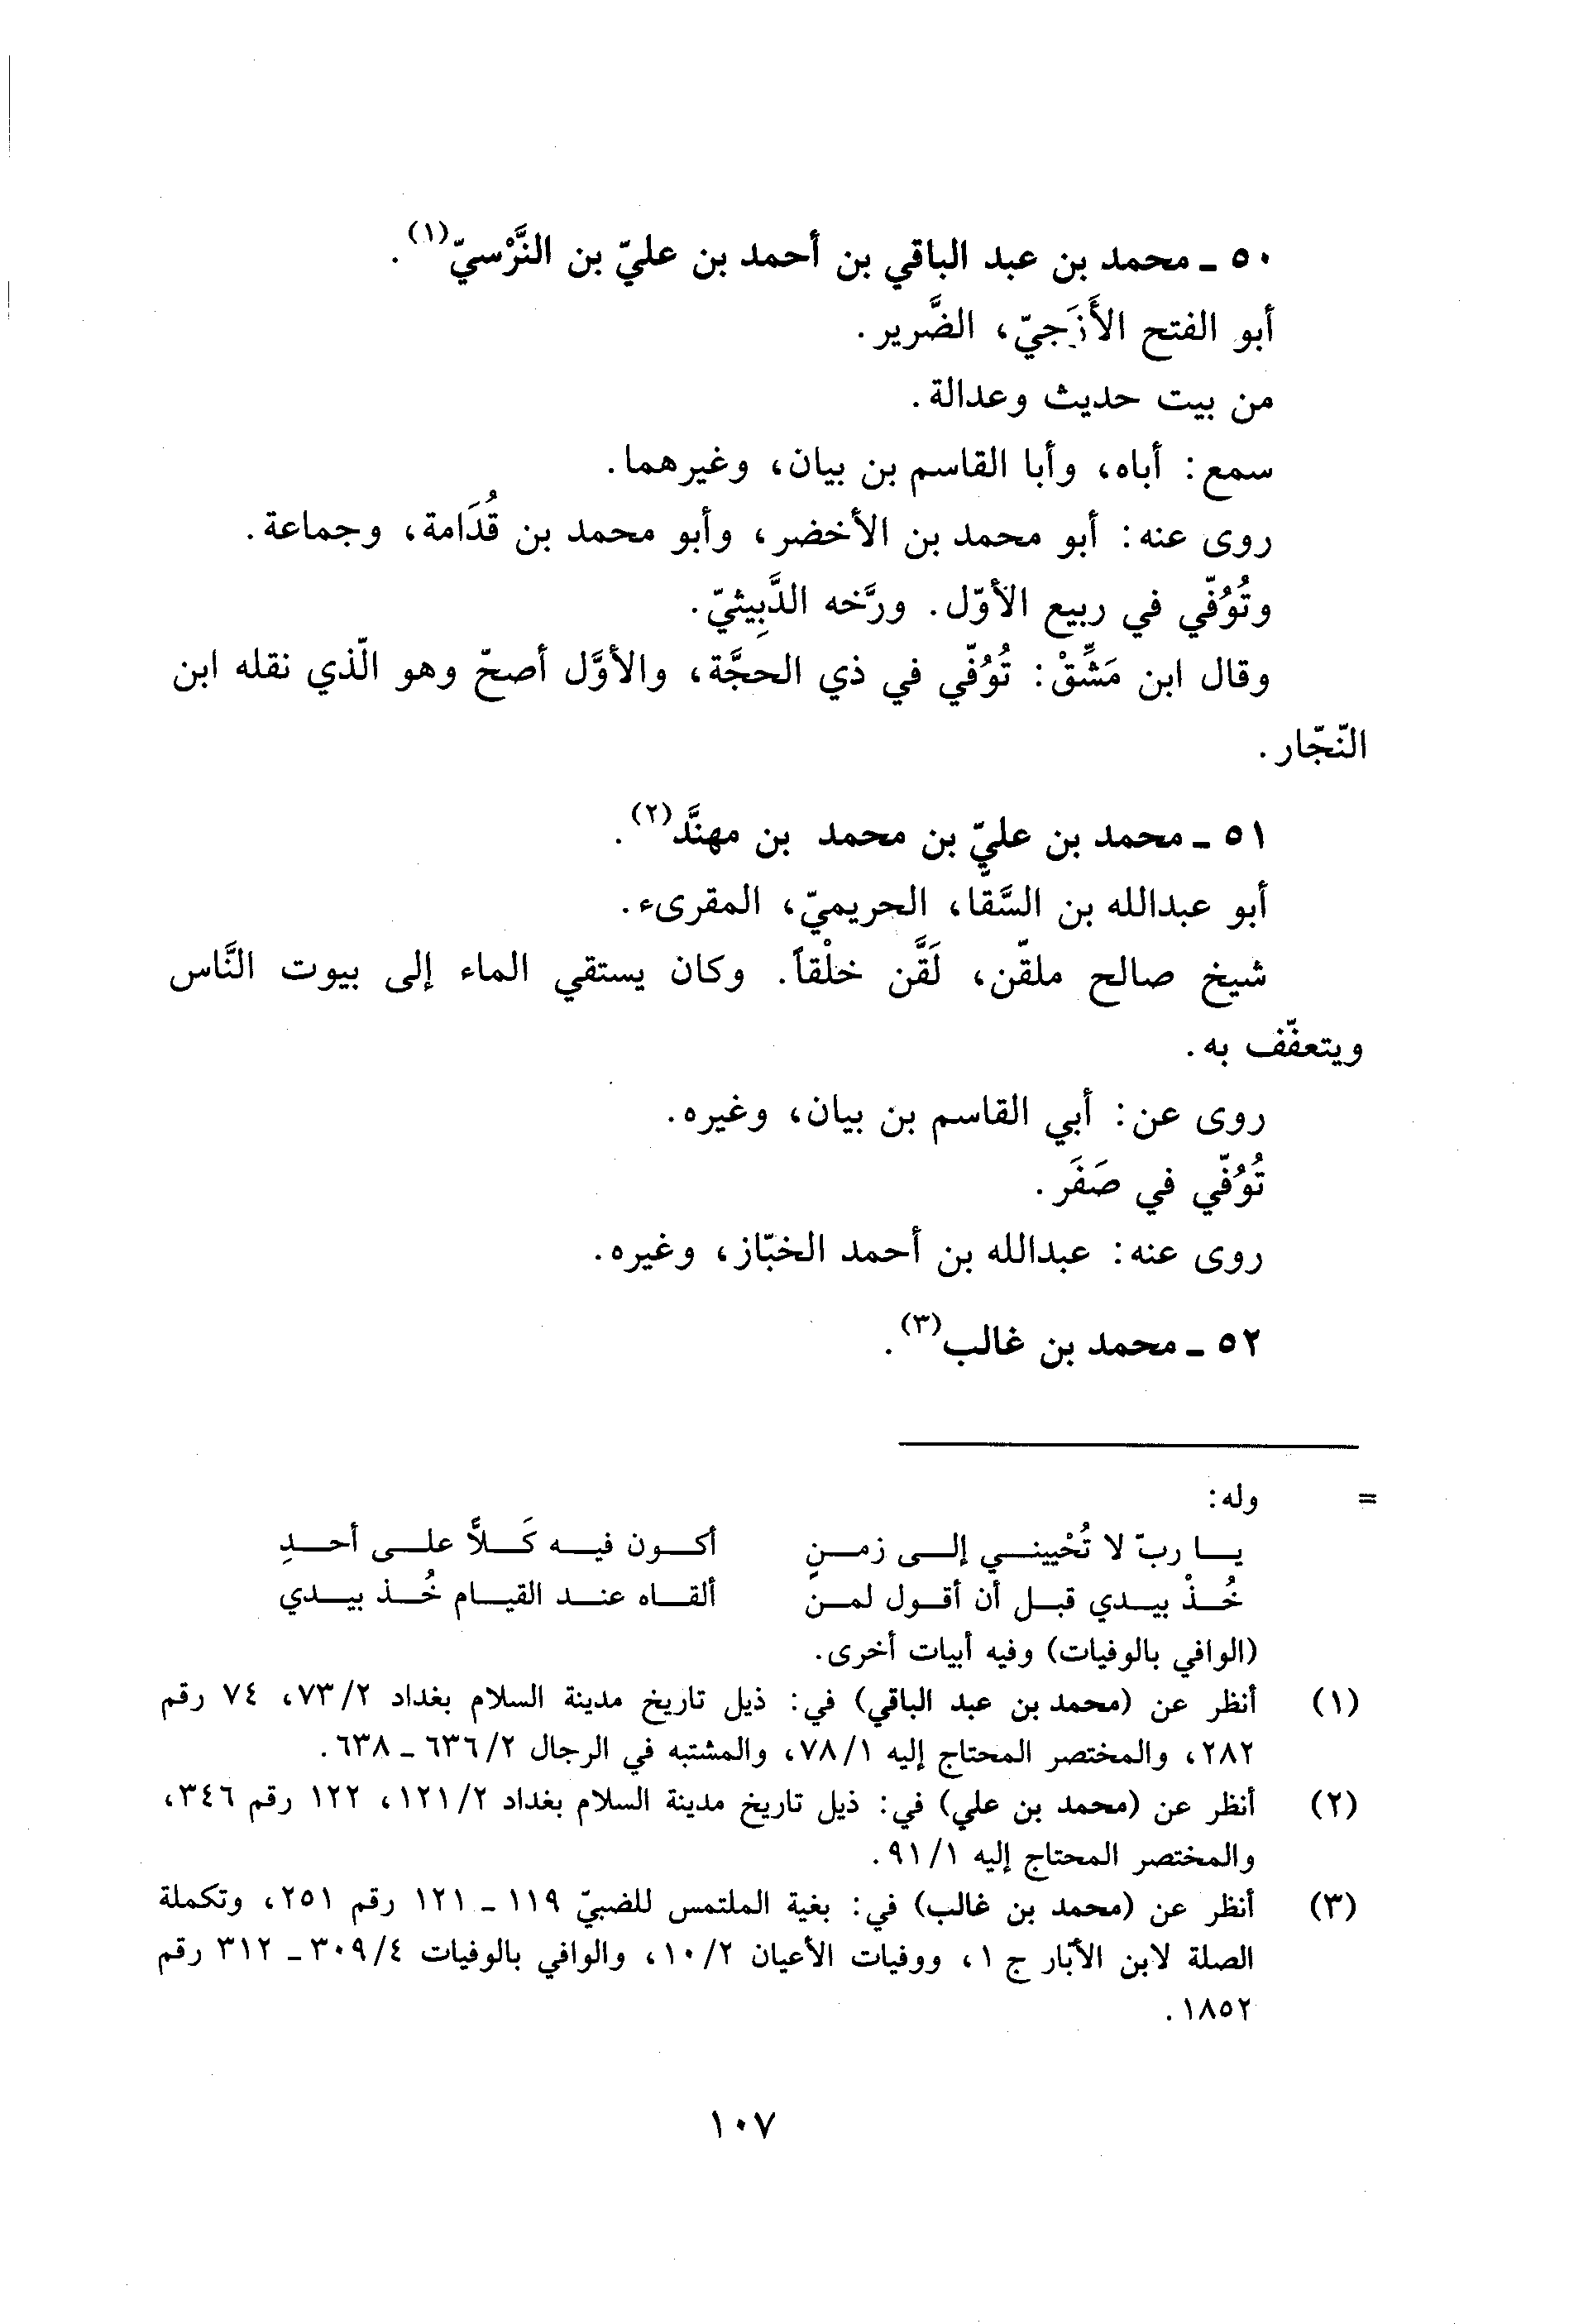 ٥٠ ـ محمد بن عبد الباقي بن أحمد بن عليّ بن النَّرْسيّ(١).
أبو الفتح الأَزَجيّ، الضَّرير.
من بيت حديث وعدالة.
سمع: أباه، وأبا القاسم بن بيان، وغيرهما.
روى عنه: أبو محمد بن الأخضر، وأبو محمد بن قُدَامة، وجماعة.
وتُوُفّي في ربيع الأوّل. ورَّخه الدَّبِيثيّ.
وقال ابن مَشِّقْ: تُوُفّي في ذي الحجَّة، والأوَّل أصحّ وهو الّذي نقله ابن
النّجّار.
٥١ ـ محمد بن عليّ بن محمد بن مهنَّد(٢).
أبو عبدالله بن السَّقّا، الحريميّ، المقرىء.
شيخ صالح ملقّن، لَقَّن خلْقاً. وكان يستقي الماء إلى بيوت النَّاس
ويتعفّف به.
روى عن: أبي القاسم بن بيان، وغيره.
تُوُفّي في صَفَر.
روى عنه: عبدالله بن أحمد الخبّاز، وغيره.
٥٢ ـ محمد بن غالب(٣).
= وله:
يـا ربّ لا تُحْييني إلى زمنٍ أكون فيه كَلاًّ على أحدِ
خُذْ بيدي قبل أن أقول لمن ألقاه عند القيام خُذ بيدي
(الوافي بالوفيات) وفيه أبيات أخرى.
(١) أنظر عن (محمد بن عبد الباقي) في: ذيل تاريخ مدينة السلام بغداد ٧٣/٢، ٧٤ رقم
٢٨٢، والمختصر المحتاج إليه ٧٨/١، والمشتبه في الرجال ٦٣٦/٢ ـ ٦٣٨.
(٢) أنظر عن (محمد بن علي) في: ذيل تاريخ مدينة السلام بغداد ١٢١/٢، ١٢٢ رقم ٣٤٦،
والمختصر المحتاج إليه ٩١/١.
(٣) أنظر عن (محمد بن غالب) في: بغية الملتمس للضبيّ ١١٩ ـ ١٢١ رقم ٢٥١، وتكملة
الصلة لابن الأبّار ج ١، ووفيات الأعيان ١٠/٢، والوافي بالوفيات ٣٠٩/٤ ـ ٣١٢ رقم
١٨٥٢.
١٠٧